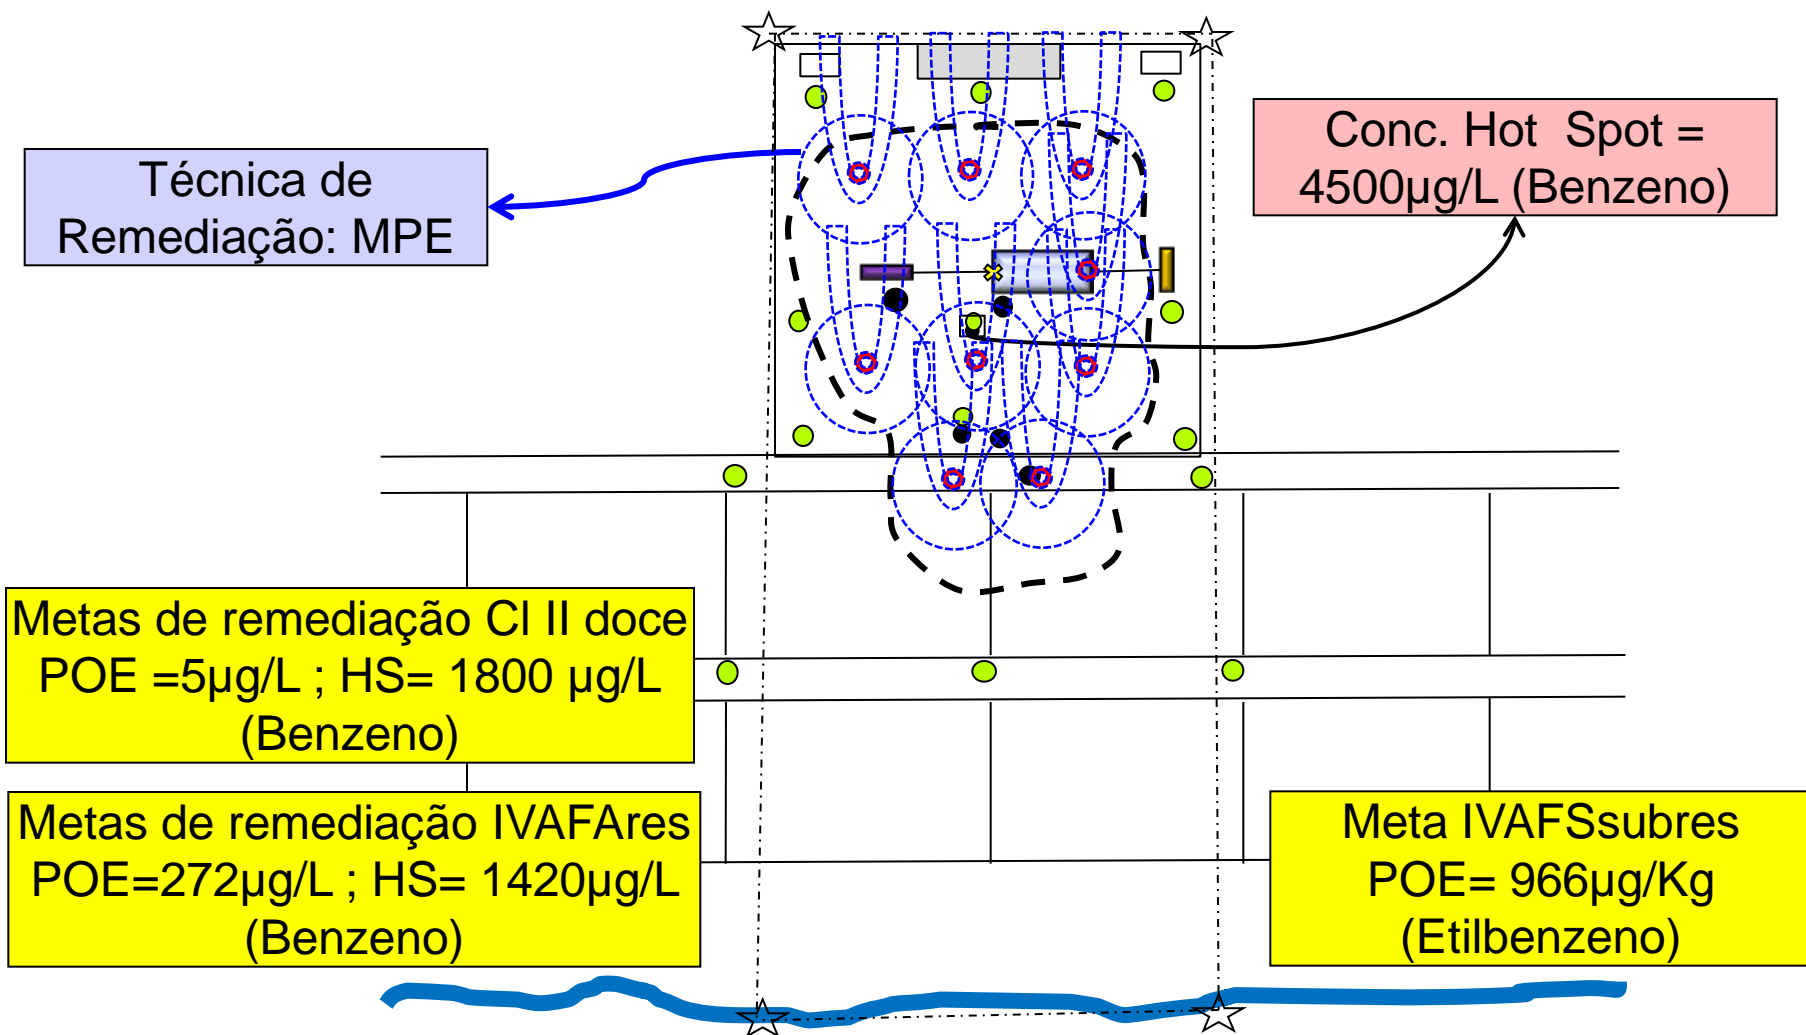 Técnica de
Remediação: MPE
Conc. Hot Spot =
4500µg/L (Benzeno)
Metas de remediação Cl II doce
POE =5µg/L ; HS= 1800 µg/L
(Benzeno)
Metas de remediação IVAFAres
POE=272µg/L ; HS= 1420µg/L
(Benzeno)
Meta IVAFSsubres
POE= 966µg/Kg
(Etilbenzeno)